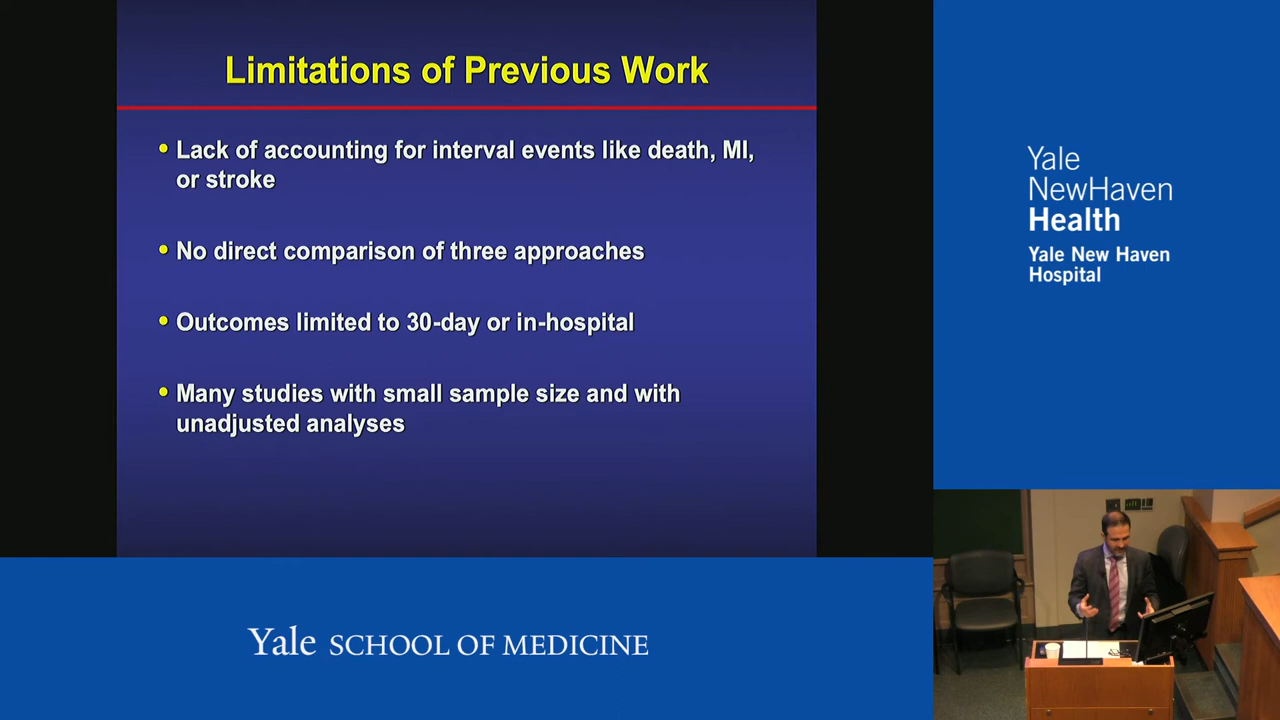 Limitations of Previous Work
• Lack of accounting for interval events like death, MI,
or stroke
• No direct comparison of three approaches
• Outcomes limited to 30-day or in-hospital
• Many studies with small sample size and with
unadjusted analyses
Yale
NewHaven
Health
Yale New Haven
Hospital
Yale SCHOOL OF MEDICINE